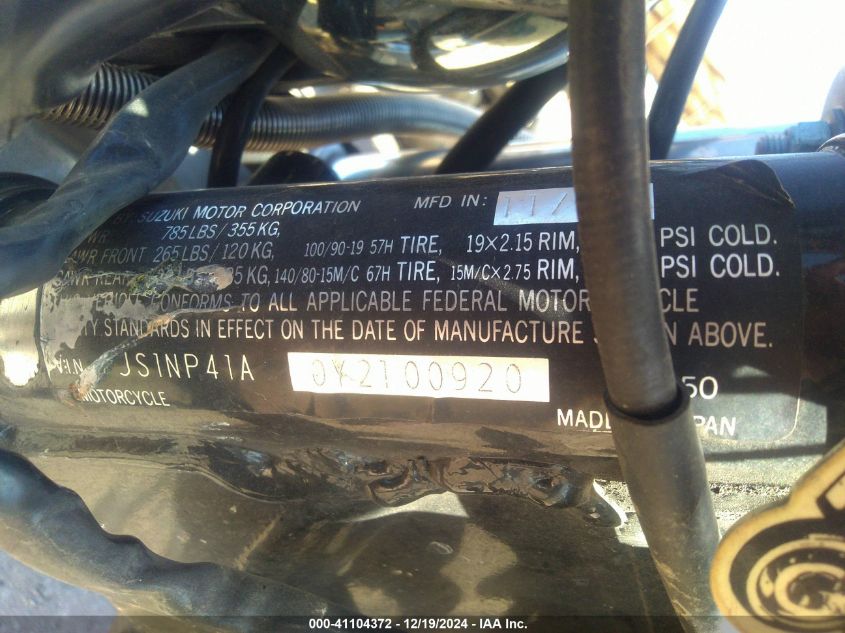 BY SUZUKI MOTOR CORPORATION MFD IN: 11/
785 LBS / 355 KG,
FRONT 265 LBS / 120 KG, 100/90-19 57H TIRE, 19×2.15 RIM, PSI COLD.
KG, 140/80-15M/C 67H TIRE, 15M/C×2.75 RIM, PSI COLD.
CONFORMS TO ALL APPLICABLE FEDERAL MOTOR
STANDARDS IN EFFECT ON THE DATE OF MANUFACTURE ABOVE.
V.I.N. JS1NP41A 0Y2100920
MOTORCYCLE 50
000-41104372 - 12/19/2024 - IAA Inc.